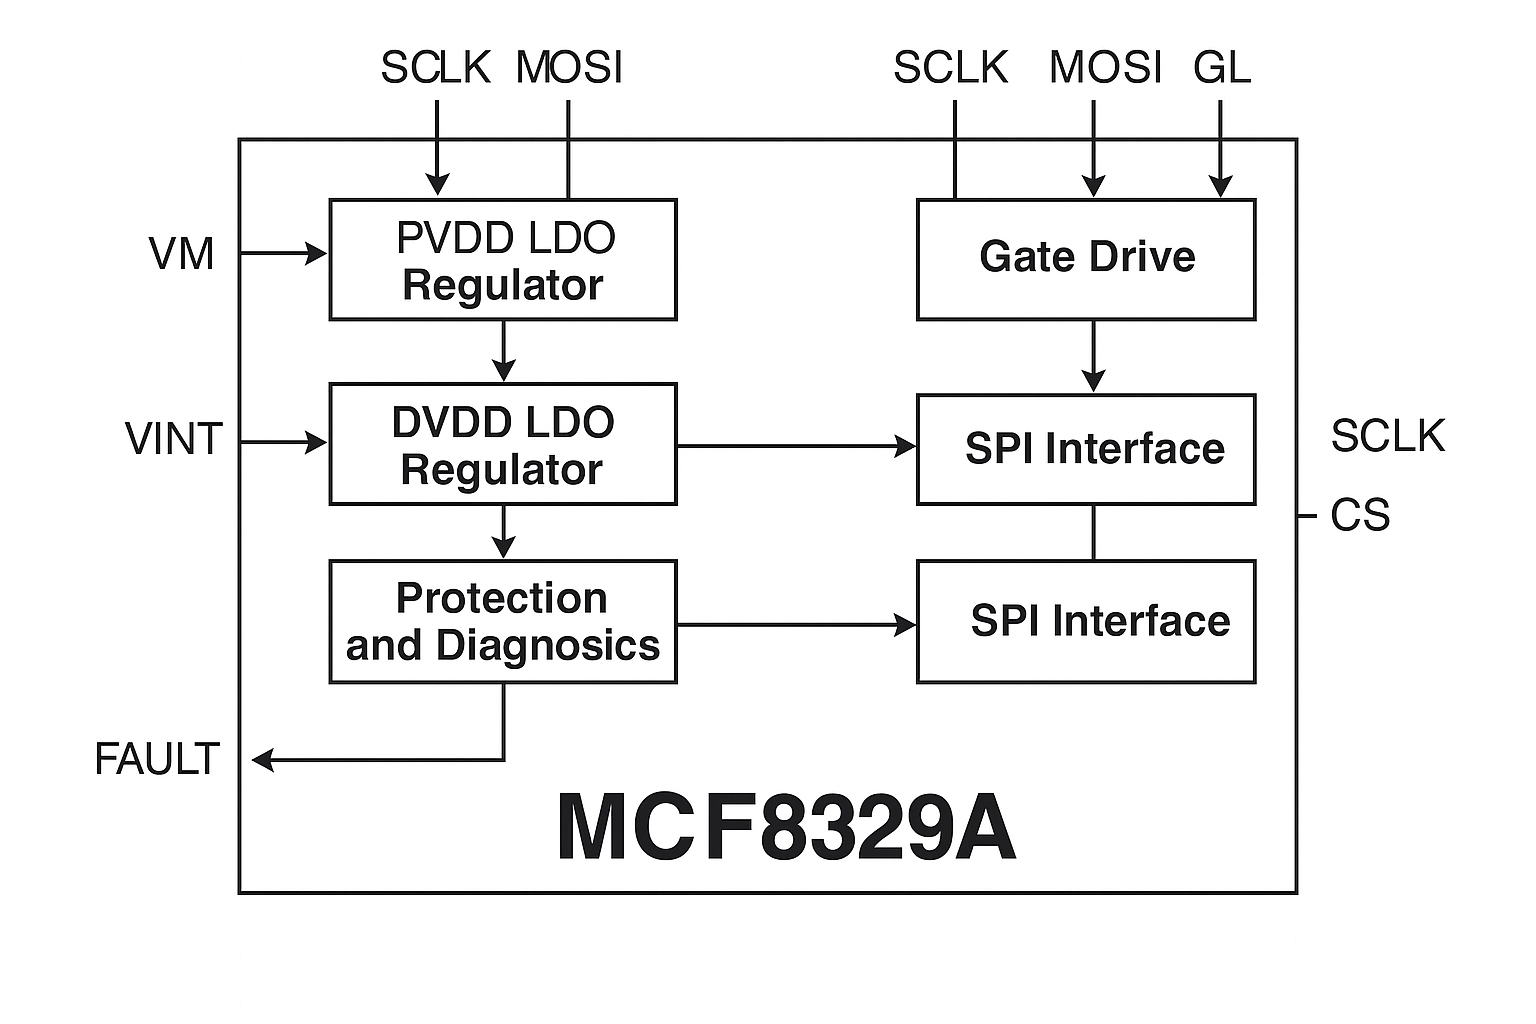 SCLK MOSI SCLK MOSI GL
VM
PVDD LDO
Regulator
Gate Drive
VINT
DVDD LDO
Regulator
SPI Interface
SCLK
CS
Protection
and Diagnosics
SPI Interface
FAULT
MCF8329A